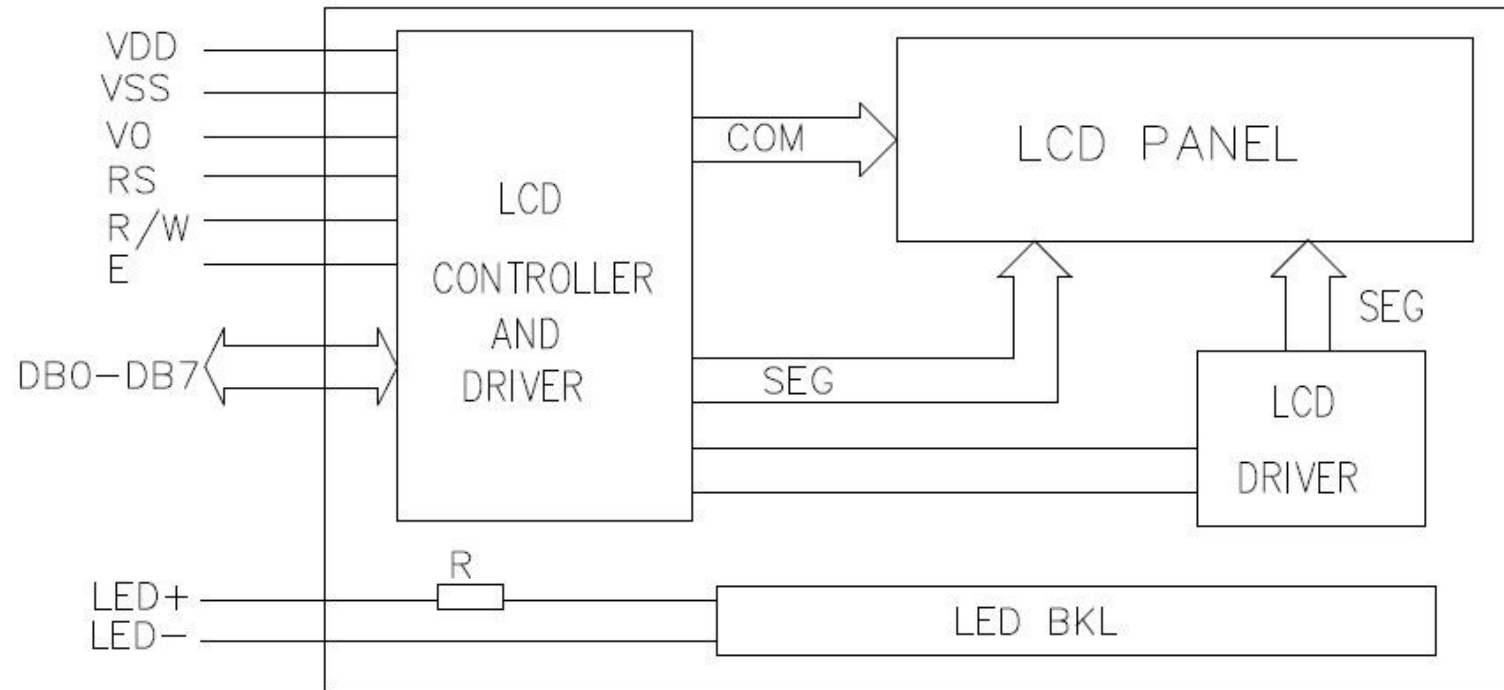 VDD
VSS
V0
RS
R/W
E
DB0-DB7
LCD
CONTROLLER
AND
DRIVER
COM
SEG
LCD PANEL
SEG
LCD
DRIVER
R
LED+
LED-
LED BKL